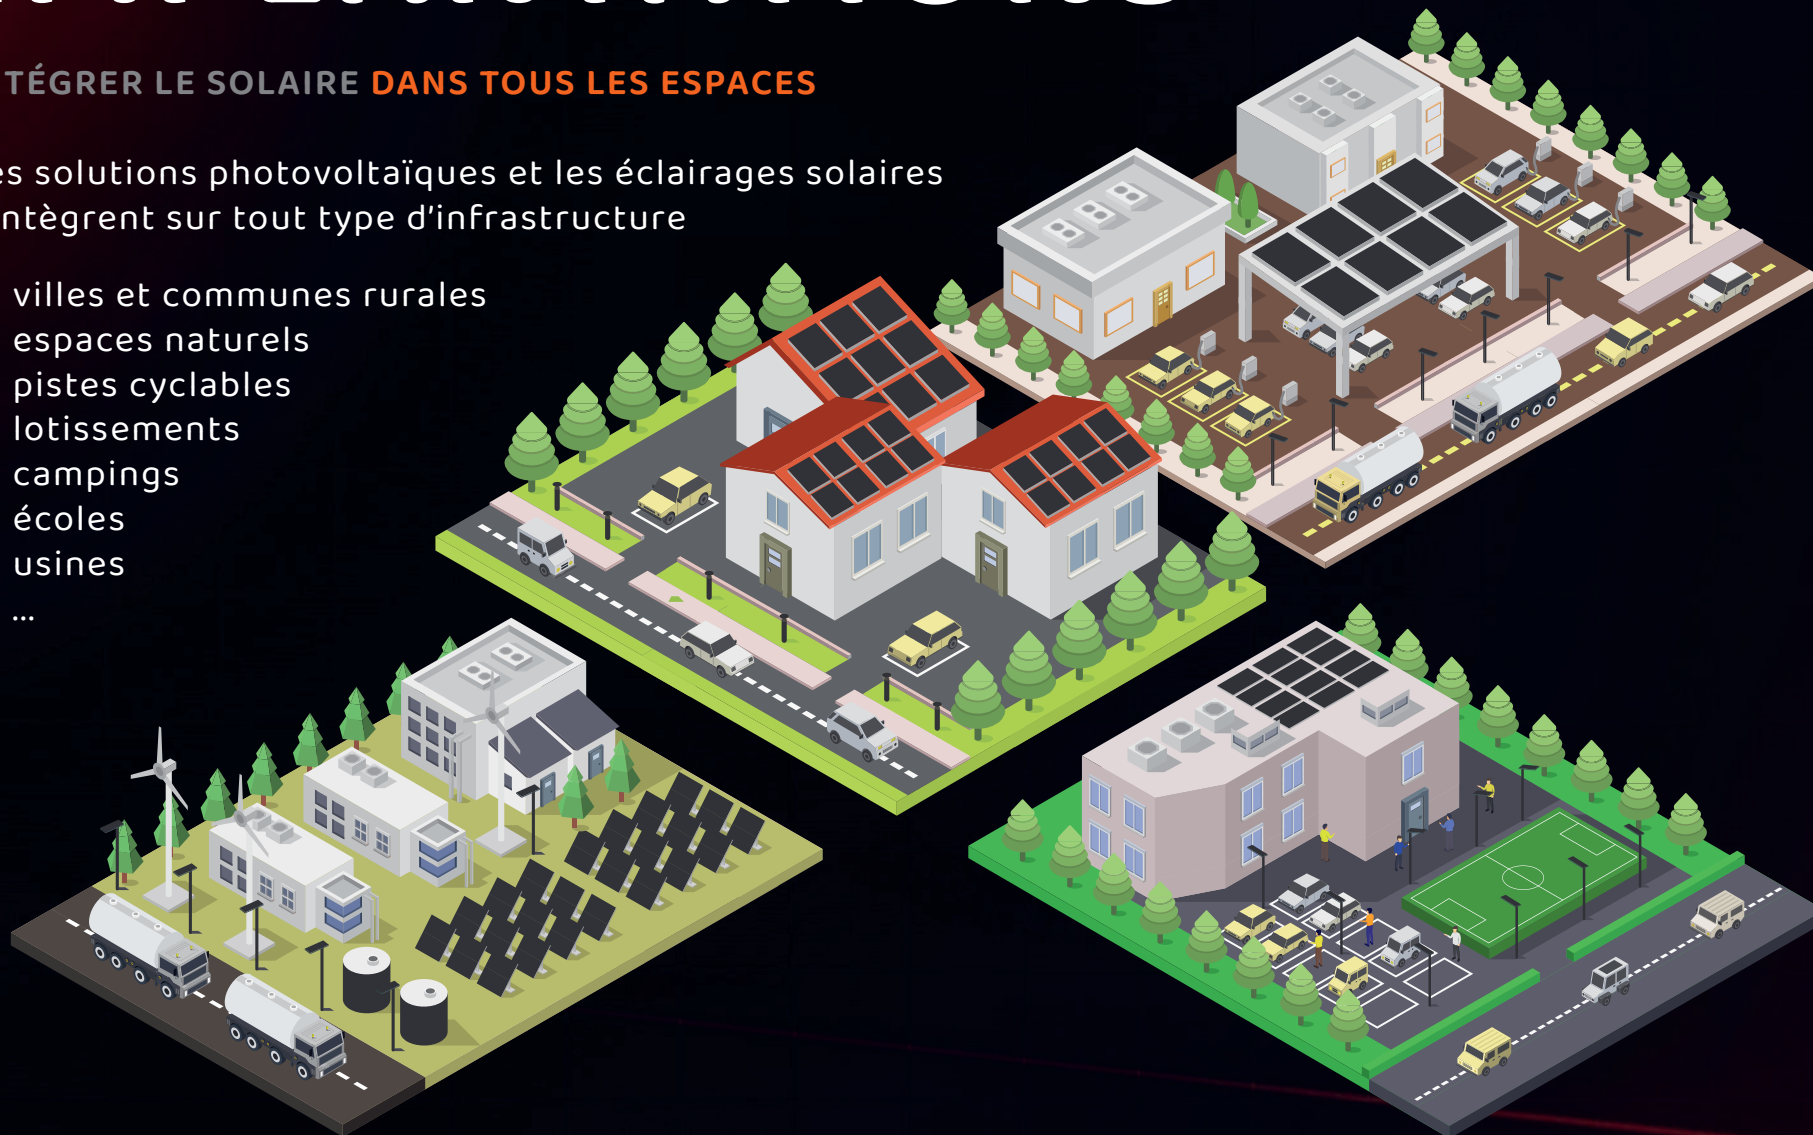 TÉGRER LE SOLAIRE DANS TOUS LES ESPACES
es solutions photovoltaïques et les éclairages solaires
ntègrent sur tout type d'infrastructure
villes et communes rurales
espaces naturels
pistes cyclables
lotissements
campings
écoles
usines
...